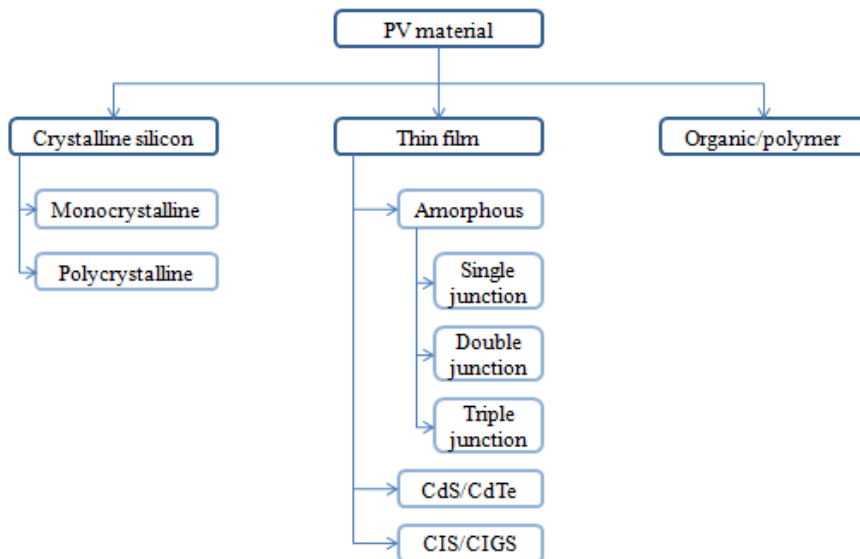 PV material
Crystalline silicon
Thin film
Organic/polymer
Monocrystalline
Polycrystalline
Amorphous
Single
junction
Double
junction
Triple
junction
CdS/CdTe
CIS/CIGS